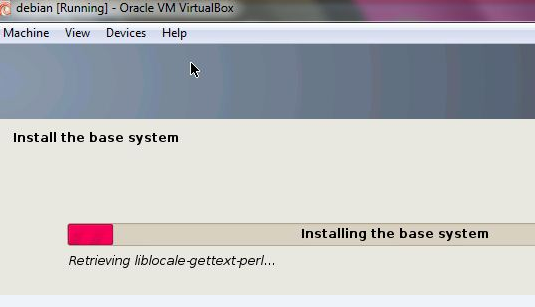 debian [Running] - Oracle VM VirtualBox
Machine View Devices Help
Install the base system
Installing the base system
Retrieving liblocale-gettext-perl...